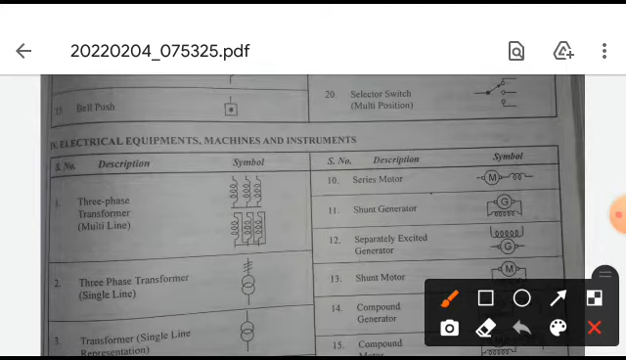 20220204_075325.pdf
15. Bell Push
20. Selector Switch
(Multi Position)
ELECTRICAL EQUIPMENTS, MACHINES AND INSTRUMENTS
S. No. Description Symbol
1. Three-phase
Transformer
(Multi Line)
2. Three Phase Transformer
(Single Line)
3. Transformer (Single Line
Representation)
S. No. Description Symbol
10. Series Motor
M
11. Shunt Generator
G
12. Separately Excited
Generator
G
13. Shunt Motor
M
14. Compound
Generator
15. Compound